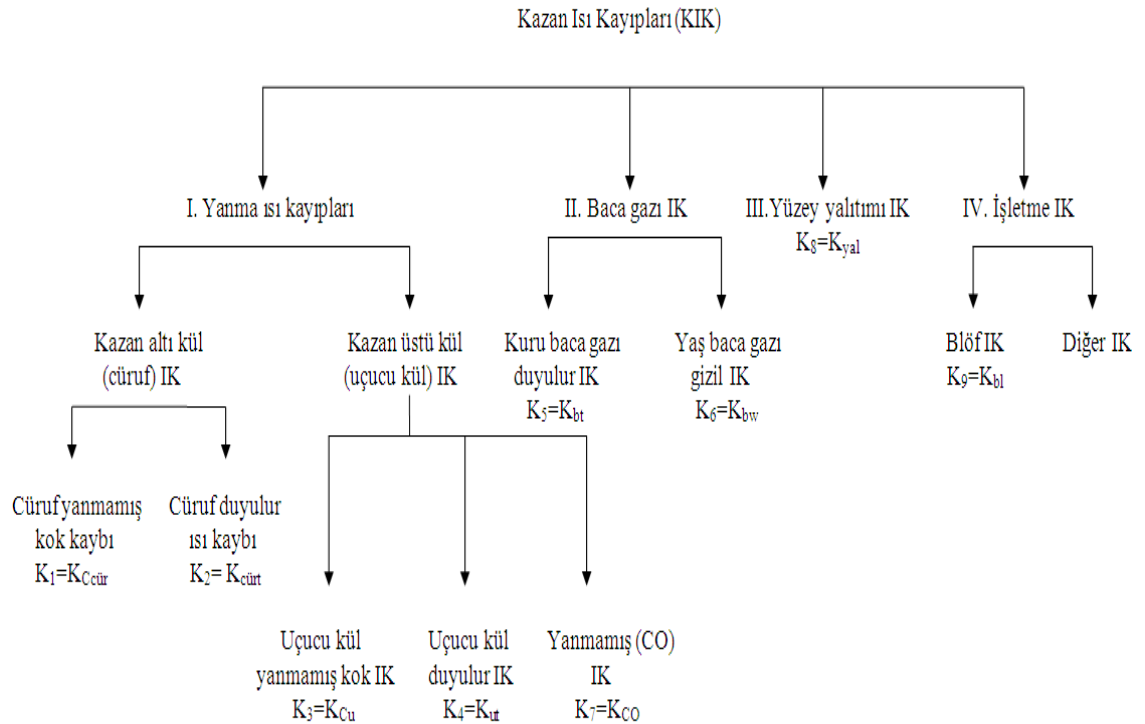 Kazan Isı Kayıpları (KIK)
I. Yanma ısı kayıpları
II. Baca gazı IK
III.Yüzey yalıtımı IK
K₈=Kyal
IV. İşletme IK
Kazan altı kül
(cüruf) IK
Kazan üstü kül
(uçucu kül) IK
Kuru baca gazı
duyulur IK
K₅=Kbt
Yaş baca gazı
gizil IK
K₆=Kbw
Blöf IK
K₉=Kbl
Diğer IK
Cüruf yanmamış
kok kaybı
K₁=KCcür
Cüruf duyulur
ısı kaybı
K₂= Kcürt
Uçucu kül
yanmamış kok IK
K₃=KCu
Uçucu kül
duyulur IK
K₄=Kut
Yanmamış (CO)
IK
K₇=KCO